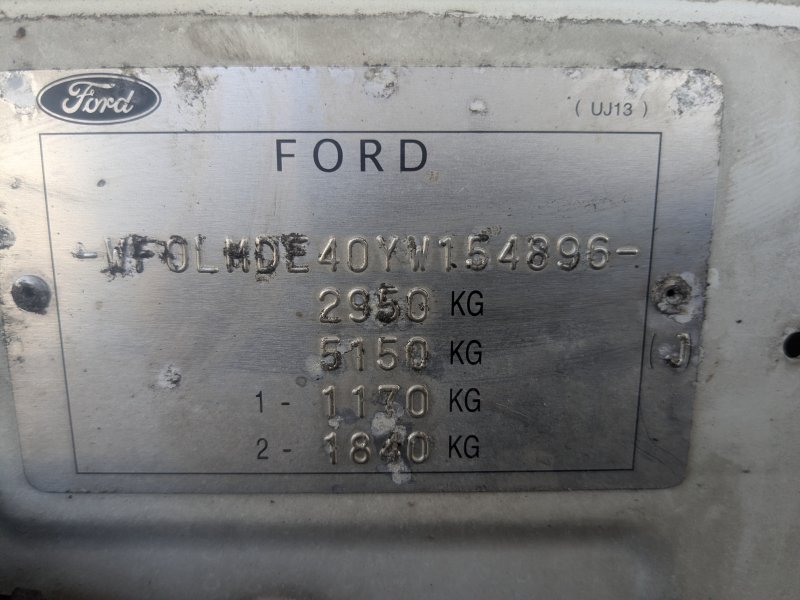 Ford
( UJ13 )
FORD
-WF0LMDE40YW154896-
2950 KG
5150 KG
(J)
1 - 1170 KG
2 - 1840 KG